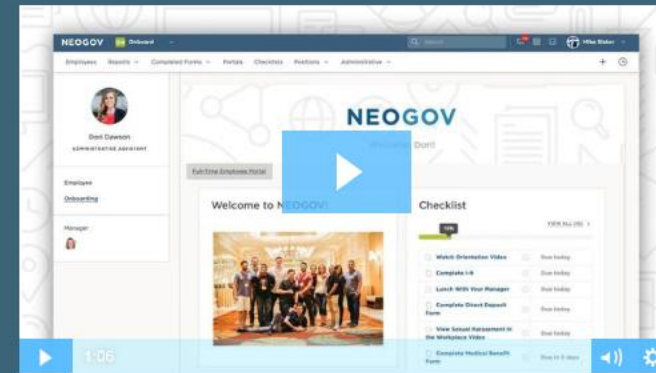 NEOGOV Onboard
Search
Mike Slater
Employees Reports Completed Forms Portals Checklists Positions Administrative
Dori Dawson
ADMINISTRATIVE ASSISTANT
Employee
Onboarding
Manager
NEOGOV
Welcome, Dori!
Full-Time Employee Portal
Welcome to NEOGOV!
Checklist
VIEW ALL (10)
Watch Orientation Video Due today
Complete I-9 Due today
Lunch With Your Manager Due today
Complete Direct Deposit Due today
Form
View Sexual Harassment in Due today
the Workplace Video
Complete Medical Benefit Due in 5 days
Form
1:06